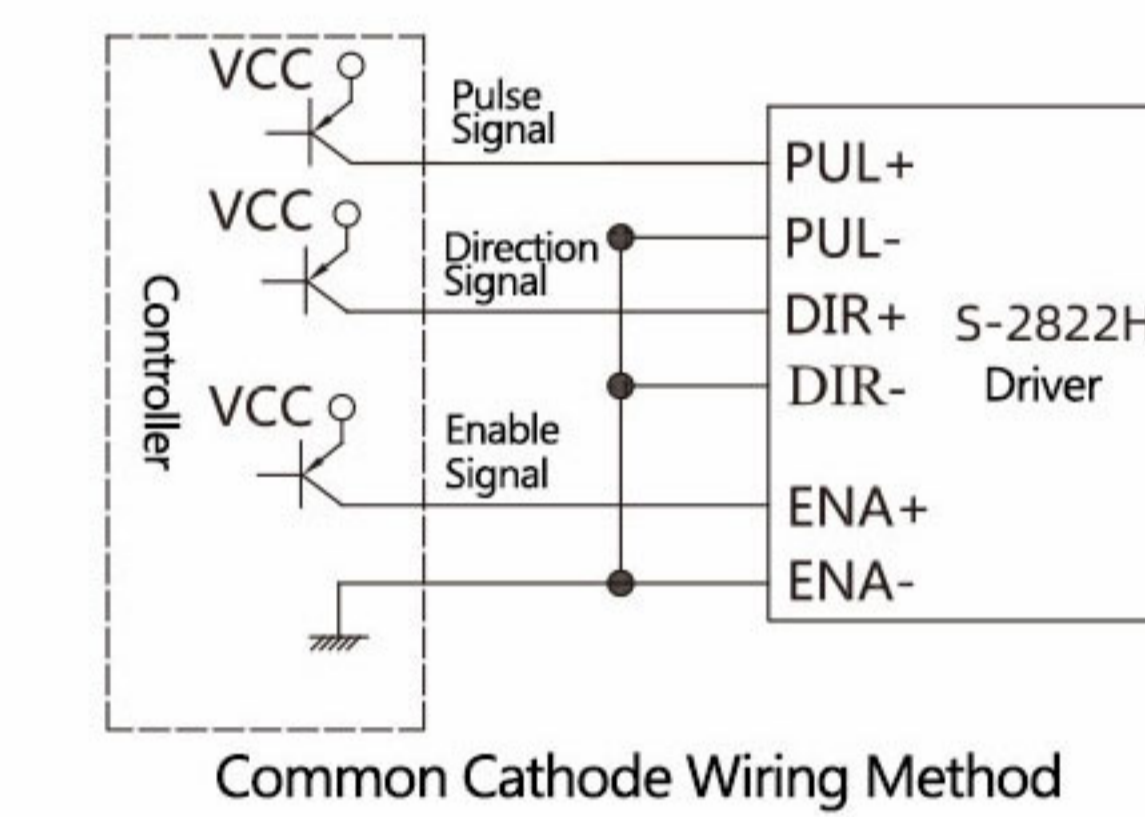 VCC
Pulse
Signal
PUL+
VCC
PUL-
Direction
Signal
DIR+
S-2822H
DIR-
Driver
Controller
VCC
Enable
Signal
ENA+
ENA-
Common Cathode Wiring Method